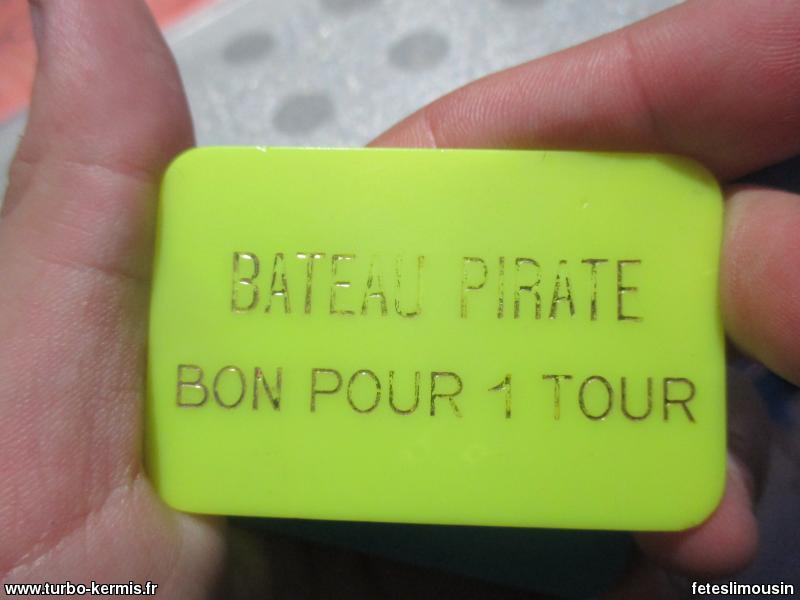 BATEAU PIRATE
BON POUR 1 TOUR
www.turbo-kermis.fr
feteslimousin